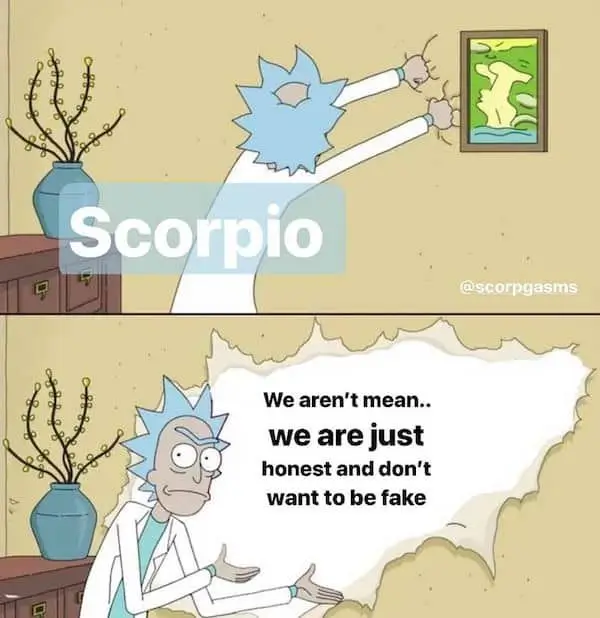 Scorpio
@scorpgasms
We aren’t mean..
we are just
honest and don’t
want to be fake